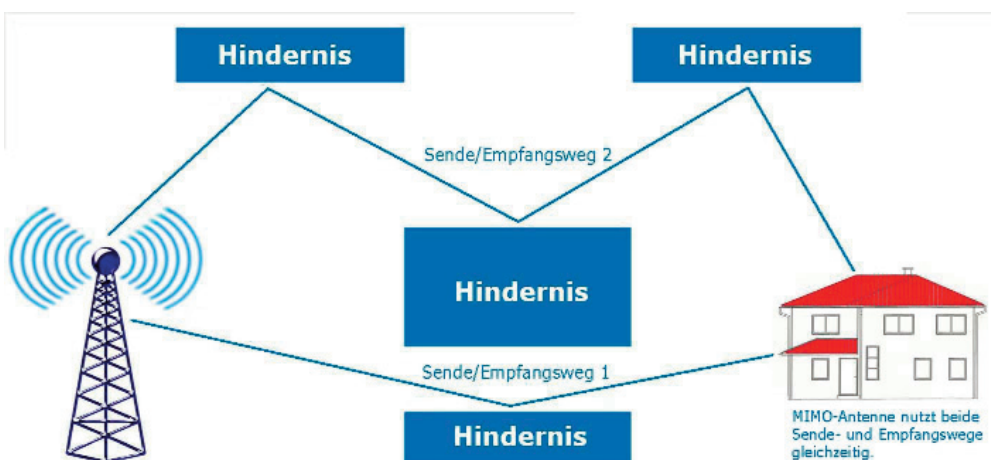 Hindernis
Hindernis
Sende/Empfangsweg 2
Hindernis
Sende/Empfangsweg 1
Hindernis
MIMO-Antenne nutzt beide
Sende- und Empfangswege
gleichzeitig.